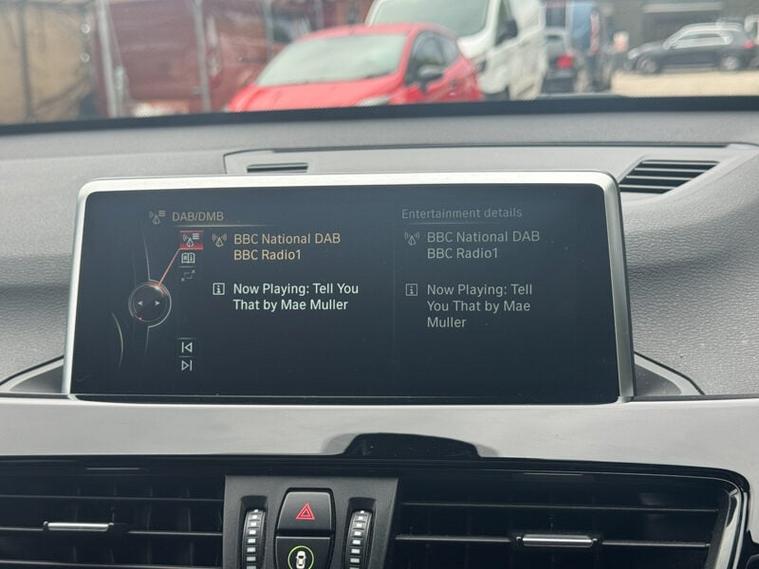 DAB/DMB
BBC National DAB
BBC Radio1
Now Playing: Tell You
That by Mae Muller
Entertainment details
BBC National DAB
BBC Radio1
Now Playing: Tell
You That by Mae
Muller